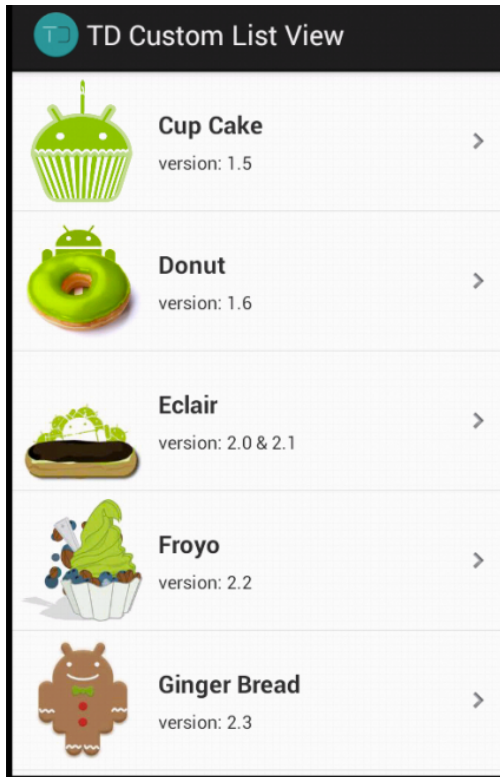 TD
TD Custom List View
Cup Cake
version: 1.5
Donut
version: 1.6
Eclair
version: 2.0 & 2.1
Froyo
version: 2.2
Ginger Bread
version: 2.3